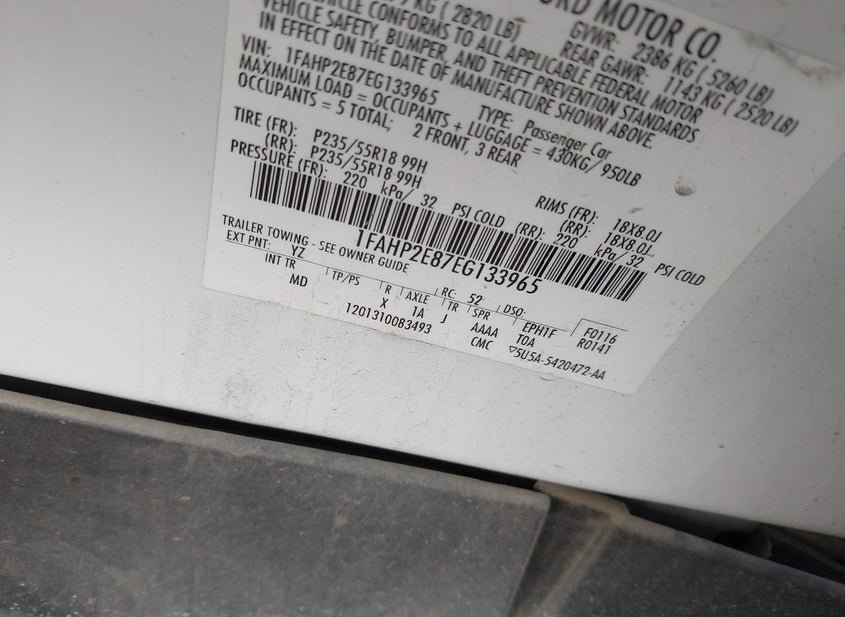 FORD MOTOR CO.
KG ( 2820 LB) GVWR: 2386 KG ( 5260 LB)
REAR GAWR: 1143 KG ( 2520 LB)
VEHICLE CONFORMS TO ALL APPLICABLE FEDERAL MOTOR
VEHICLE SAFETY, BUMPER, AND THEFT PREVENTION STANDARDS
IN EFFECT ON THE DATE OF MANUFACTURE SHOWN ABOVE.
VIN: 1FAHP2E87EG133965 TYPE: Passenger Car
MAXIMUM LOAD = OCCUPANTS + LUGGAGE = 430KG/ 950LB
OCCUPANTS = 5 TOTAL; 2 FRONT, 3 REAR
TIRE (FR): P235/55R18 99H RIMS (FR): 18X8.0J
(RR): P235/55R18 99H (RR): 18X8.0J
PRESSURE (FR): 220 kPa/ 32 PSI COLD (RR): 220 kPa/32 PSI COLD
1FAHP2E87EG133965
TRAILER TOWING - SEE OWNER GUIDE
EXT PNT: YZ RC: 52 DSO: F0116
INT TR TP/PS R AXLE TR SPR EPH1F R0141
MD X 1A J AAAA TOA
1201310083493 CMC ▽5U5A-5420472-AA